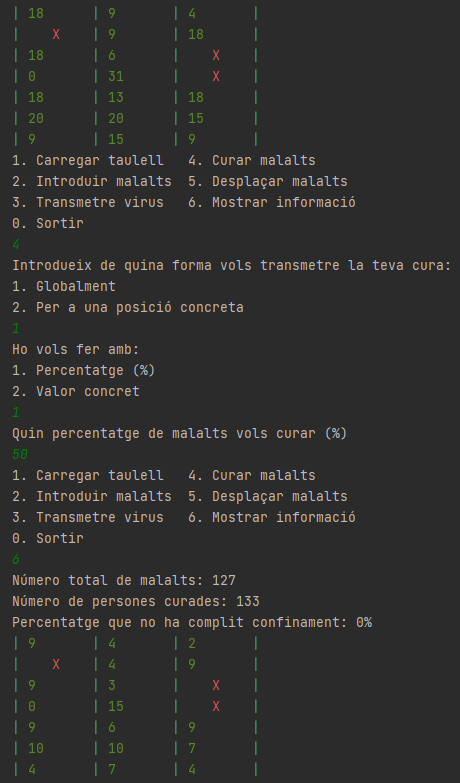 | 18 | 9 | 4 |
| X | 9 | 18 |
| 18 | 6 | X |
| 0 | 31 | X |
| 18 | 13 | 18 |
| 20 | 20 | 15 |
| 9 | 15 | 9 |
1. Carregar taulell 4. Curar malalts
2. Introduir malalts 5. Desplaçar malalts
3. Transmetre virus 6. Mostrar informació
0. Sortir
4
Introdueix de quina forma vols transmetre la teva cura:
1. Globalment
2. Per a una posició concreta
1
Ho vols fer amb:
1. Percentatge (%)
2. Valor concret
1
Quin percentatge de malalts vols curar (%)
50
1. Carregar taulell 4. Curar malalts
2. Introduir malalts 5. Desplaçar malalts
3. Transmetre virus 6. Mostrar informació
0. Sortir
6
Número total de malalts: 127
Número de persones curades: 133
Percentatge que no ha complit confinament: 0%
| 9 | 4 | 2 |
| X | 4 | 9 |
| 9 | 3 | X |
| 0 | 15 | X |
| 9 | 6 | 9 |
| 10 | 10 | 7 |
| 4 | 7 | 4 |